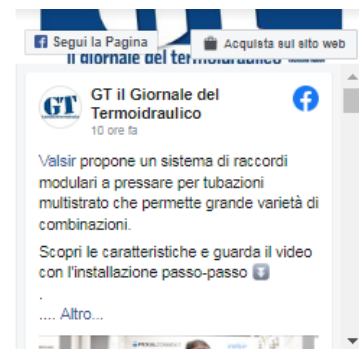 GT
Segui la Pagina
Acquista sul sito web
il giornale del termoidraulico
GT
GT il Giornale del
Termoidraulico
10 ore fa
Valsir propone un sistema di raccordi
modulari a pressare per tubazioni
multistrato che permette grande varietà di
combinazioni.
Scopri le caratteristiche e guarda il video
con l'installazione passo-passo ⬇️
.
.... Altro...